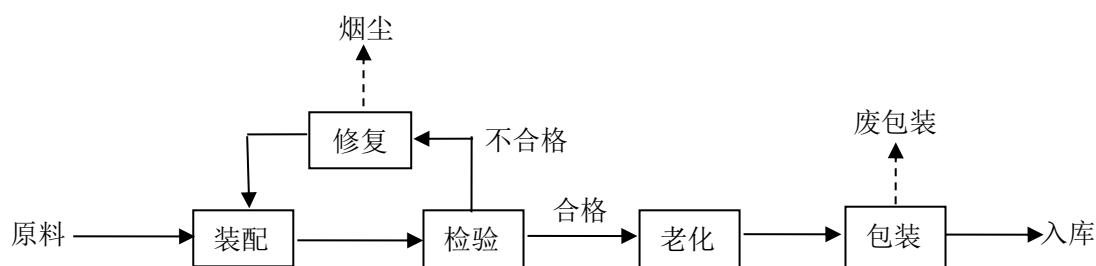 烟尘
修复
不合格
废包装
原料
装配
检验
合格
老化
包装
入库